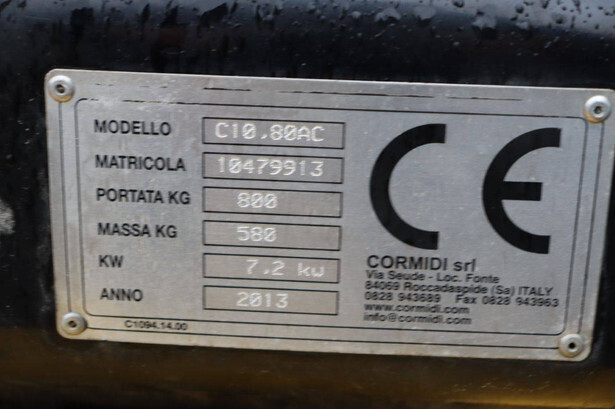 MODELLO C10.80AC
MATRICOLA 10479913
PORTATA KG 800
MASSA KG 580
KW 7.2 kw
ANNO 2013
C1094.14.00
CE
CORMIDI srl
Via Seude - Loc. Fonte
84069 Roccadaspide (Sa) ITALY
0828 943689 Fax 0828 943963
www.cormidi.com
info@cormidi.com